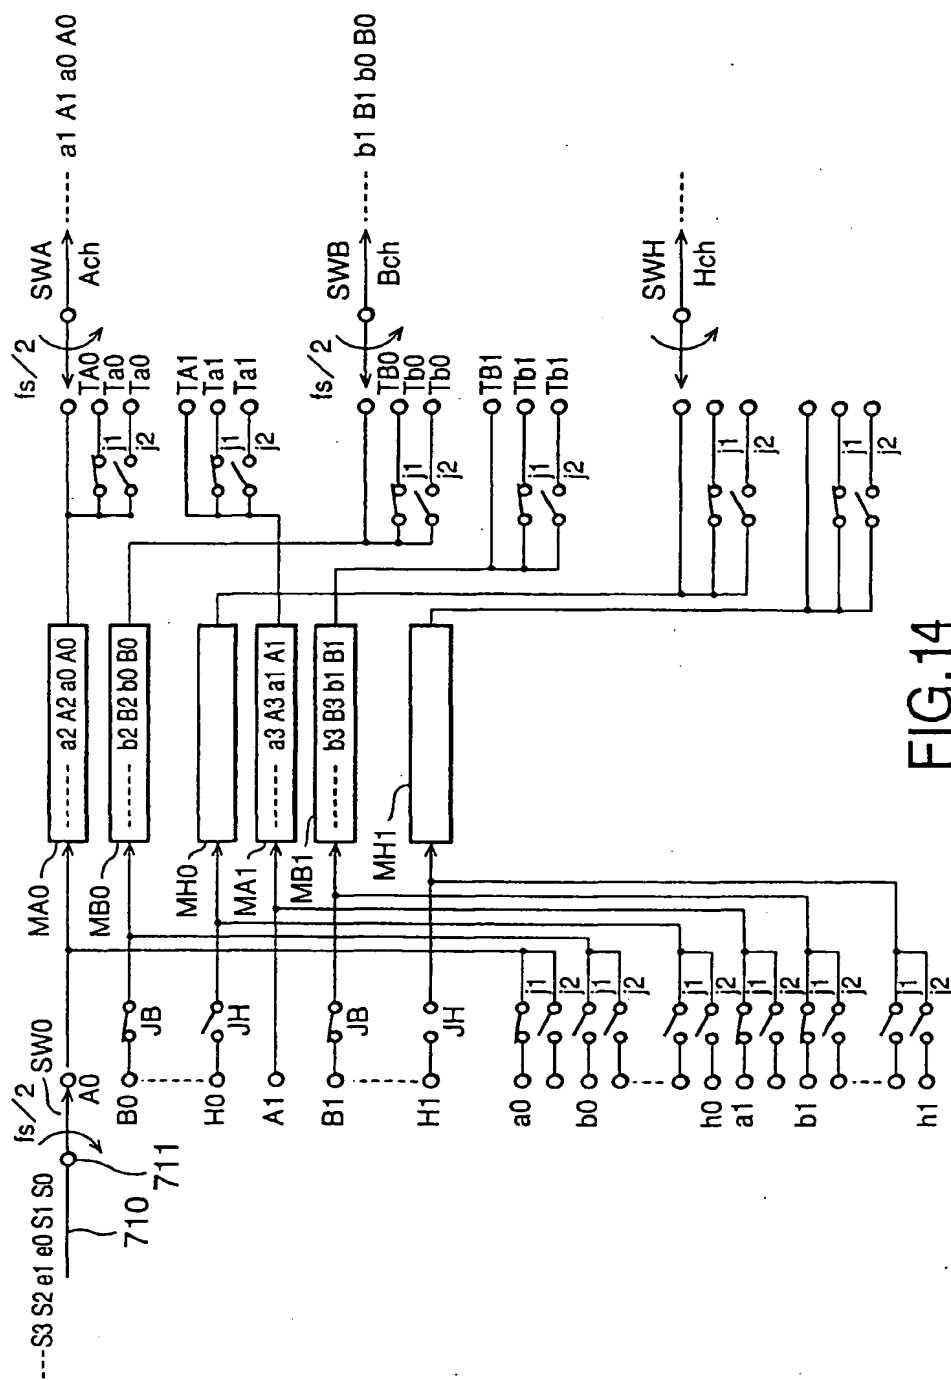 ---S3 S2 e1 e0 S1 S0
710
711
fs/2
SW0
A0
B0
H0
A1
B1
H1
JB
JH
JB
JH
a0
b0
h0
a1
b1
h1
j1
j2
j1
j2
j1
j2
j1
j2
j1
j2
j1
j2
MA0
MB0
MH0
MA1
MB1
MH1
----- a2 A2 a0 A0
----- b2 B2 b0 B0
----- a3 A3 a1 A1
----- b3 B3 b1 B1
j1
j2
j1
j2
j1
j2
j1
j2
j1
j2
j1
j2
TA0
Ta0
Ta0
TA1
Ta1
Ta1
TB0
Tb0
Tb0
TB1
Tb1
Tb1
fs/2
SWA
Ach
----- a1 A1 a0 A0
fs/2
SWB
Bch
----- b1 B1 b0 B0
SWH
Hch
-----
FIG. 14